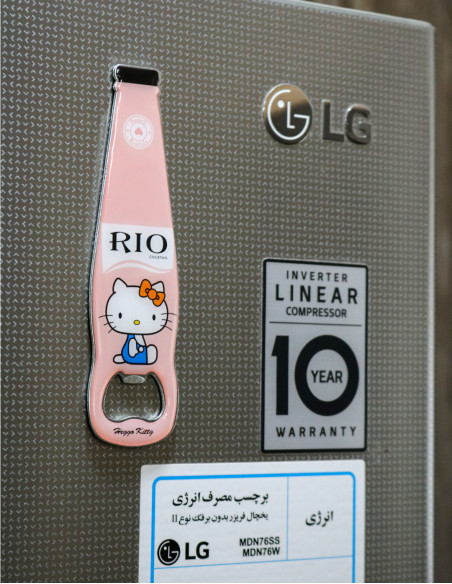 LG
RIO
COCKTAIL
Heggo Kitty
INVERTER
LINEAR
COMPRESSOR
10 YEAR
WARRANTY
برچسب مصرف انرژی
یخچال فریزر بدون برفک نوع II
انرژی
LG
MDN76SS
MDN76W